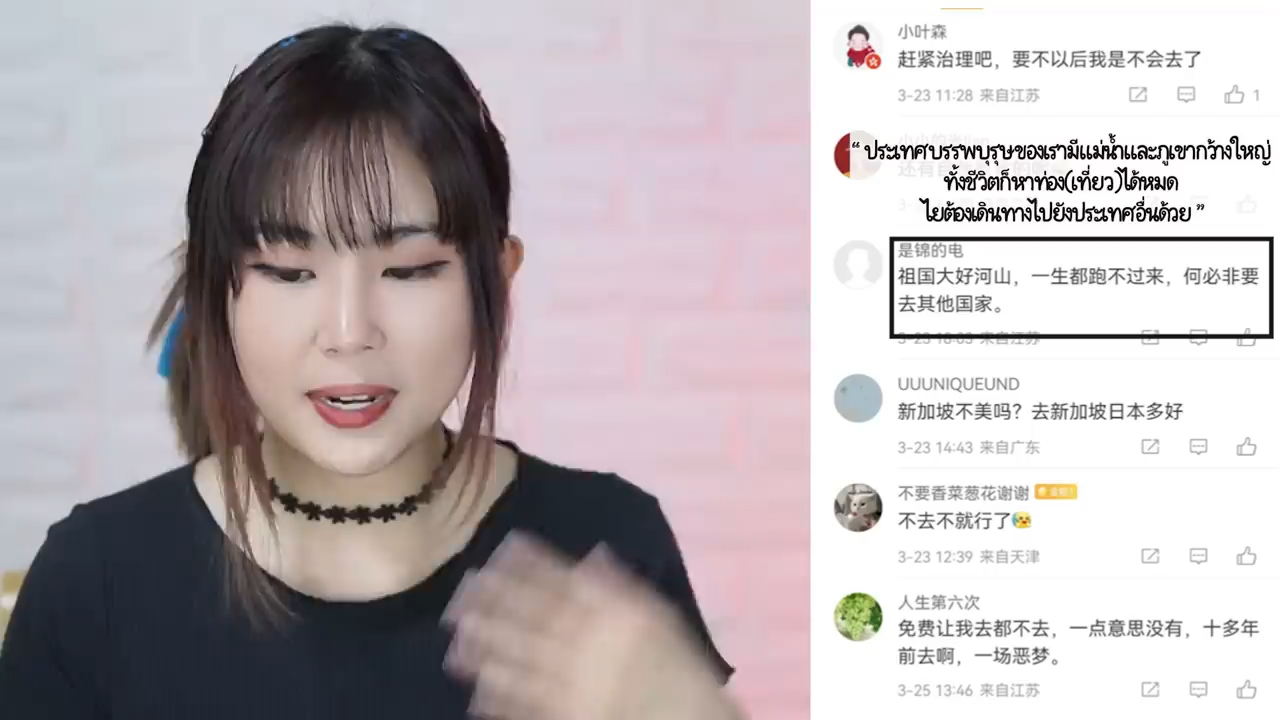 小叶森
赶紧治理吧，要不以后我是不会去了
3-23 11:28 来自江苏
1
“ ประเทศบรรพบุรุษของเรามีแม่น้ำและภูเขากว้างใหญ่
ทั้งชีวิตก็หาท่อง(เที่ยว)ได้หมด
ไยต้องเดินทางไปยังประเทศอื่นด้วย ”
是锦的电
祖国大好河山，一生都跑不过来，何必非要
去其他国家。
来自江苏
UUUNIQUEUND
新加坡不美吗？去新加坡日本多好
3-23 14:43 来自广东
不要香菜葱花谢谢
不去不就行了
3-23 12:39 来自天津
人生第六次
免费让我去都不去，一点意思没有，十多年
前去啊，一场恶梦。
3-25 13:46 来自江苏